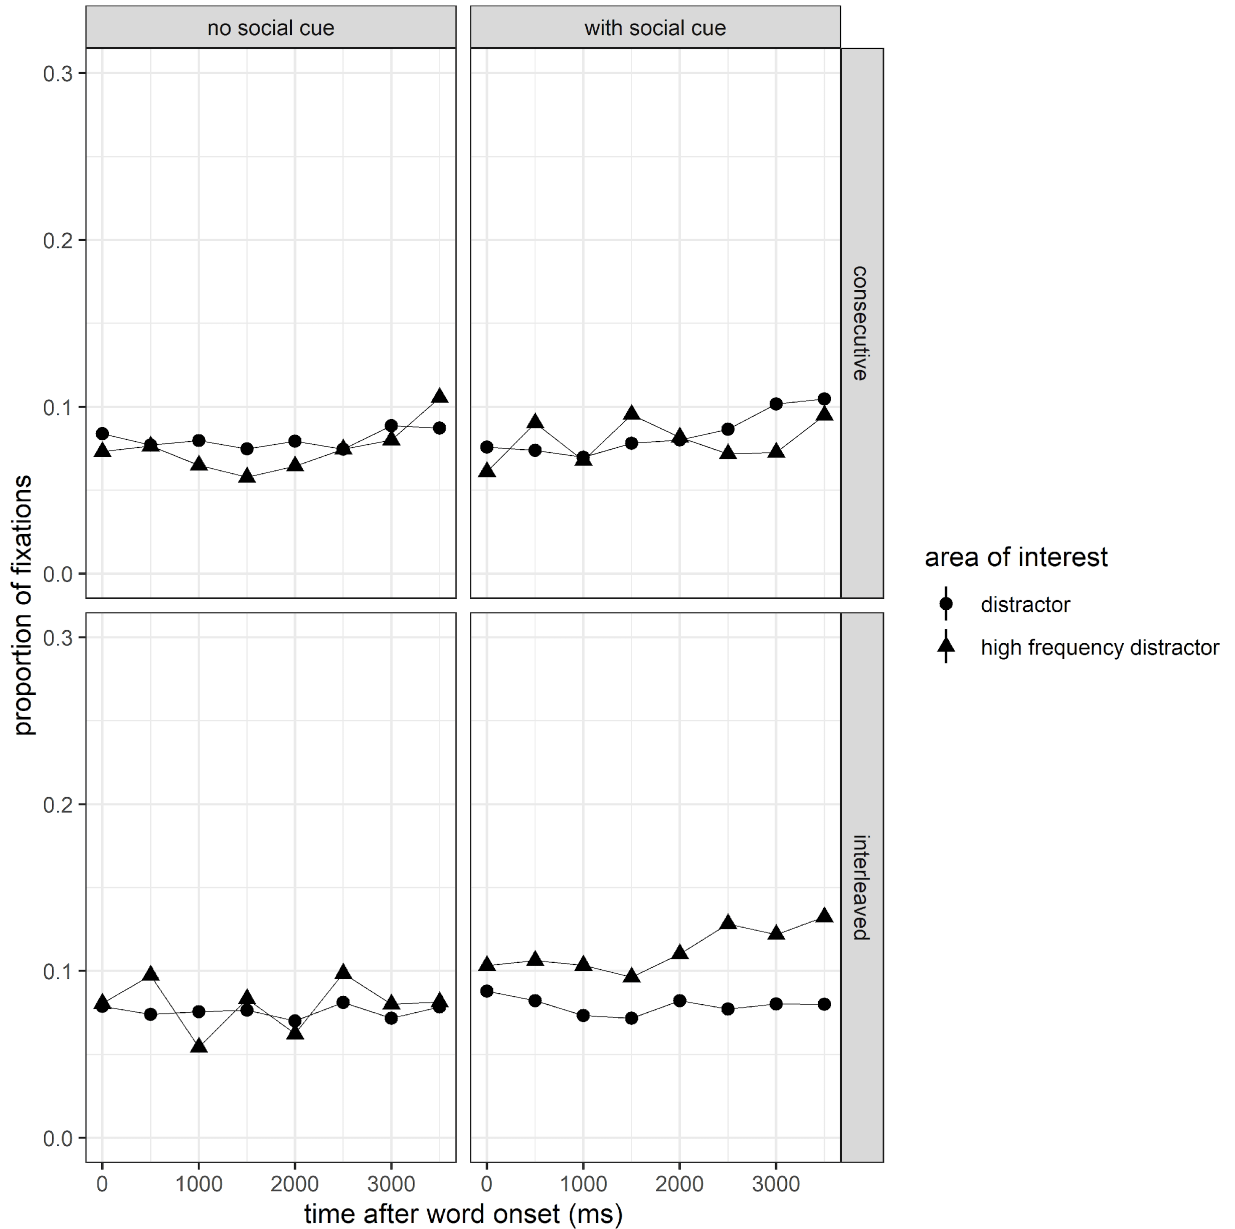 no social cue
with social cue
0.3
0.2
0.1
0.0
consecutive
0.3
0.2
0.1
0.0
interleaved
proportion of fixations
0 1000 2000 3000
0 1000 2000 3000
time after word onset (ms)
area of interest
distractor
high frequency distractor